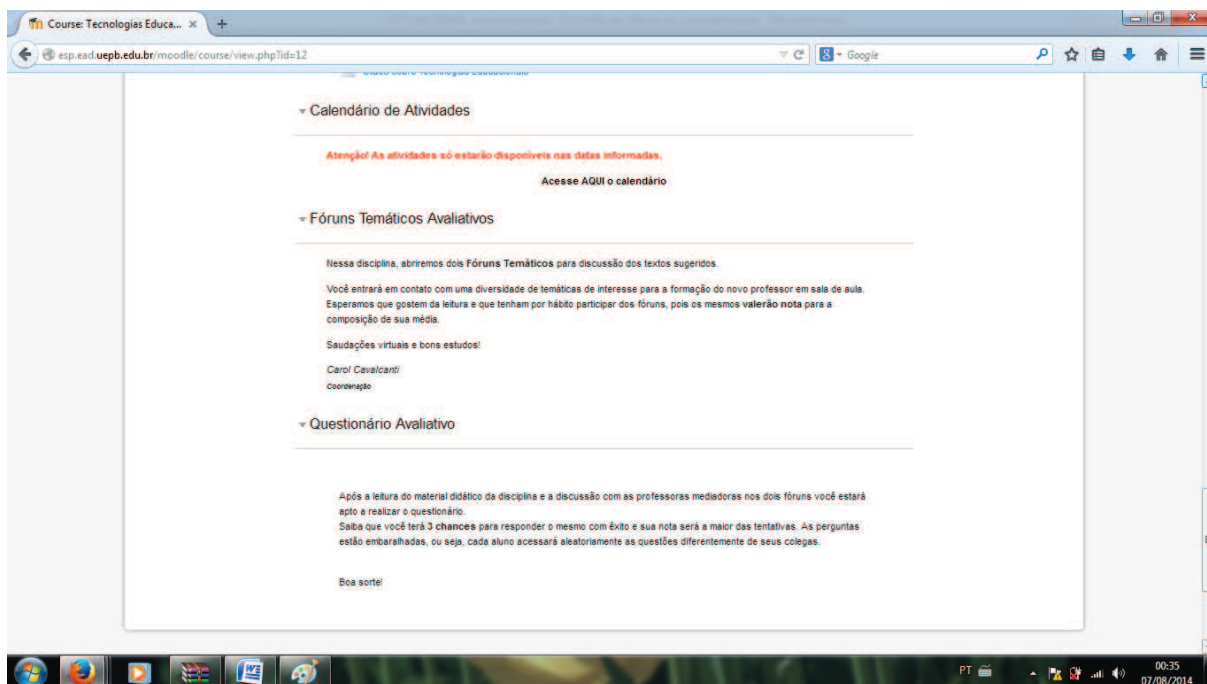 Course: Tecnologias Educa...
esp.ead.uepb.edu.br/moodle/course/view.php?id=12
Google
Calendário de Atividades
Atenção! As atividades só estarão disponíveis nas datas informadas.
Acesse AQUI o calendário
Fóruns Temáticos Avaliativos
Nessa disciplina, abriremos dois Fóruns Temáticos para discussão dos textos sugeridos.
Você entrará em contato com uma diversidade de temáticas de interesse para a formação do novo professor em sala de aula.
Esperamos que gostem da leitura e que tenham por hábito participar dos fóruns, pois os mesmos valerão nota para a
composição de sua média.
Saudações virtuais e bons estudos!
Carol Cavalcanti
Coordenação
Questionário Avaliativo
Após a leitura do material didático da disciplina e a discussão com as professoras mediadoras nos dois fóruns você estará
apto a realizar o questionário.
Saiba que você terá 3 chances para responder o mesmo com êxito e sua nota será a maior das tentativas. As perguntas
estão embaralhadas, ou seja, cada aluno acessará aleatoriamente as questões diferentemente de seus colegas.
Boa sorte!
PT
00:35
07/08/2014